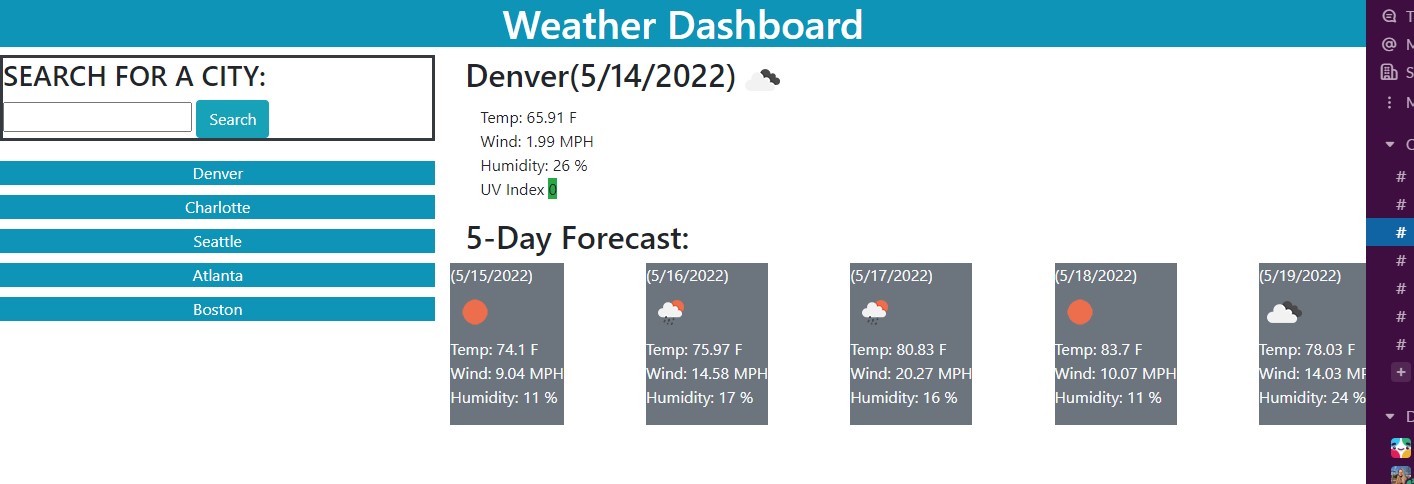 Weather Dashboard
SEARCH FOR A CITY:
Search
Denver
Charlotte
Seattle
Atlanta
Boston
Denver(5/14/2022)
Temp: 65.91 F
Wind: 1.99 MPH
Humidity: 26 %
UV Index 0
5-Day Forecast:
(5/15/2022)
Temp: 74.1 F
Wind: 9.04 MPH
Humidity: 11 %
(5/16/2022)
Temp: 75.97 F
Wind: 14.58 MPH
Humidity: 17 %
(5/17/2022)
Temp: 80.83 F
Wind: 20.27 MPH
Humidity: 16 %
(5/18/2022)
Temp: 83.7 F
Wind: 10.07 MPH
Humidity: 11 %
(5/19/2022)
Temp: 78.03 F
Wind: 14.03
Humidity: 24 %
@
#
#
#
#
#
#
#
+